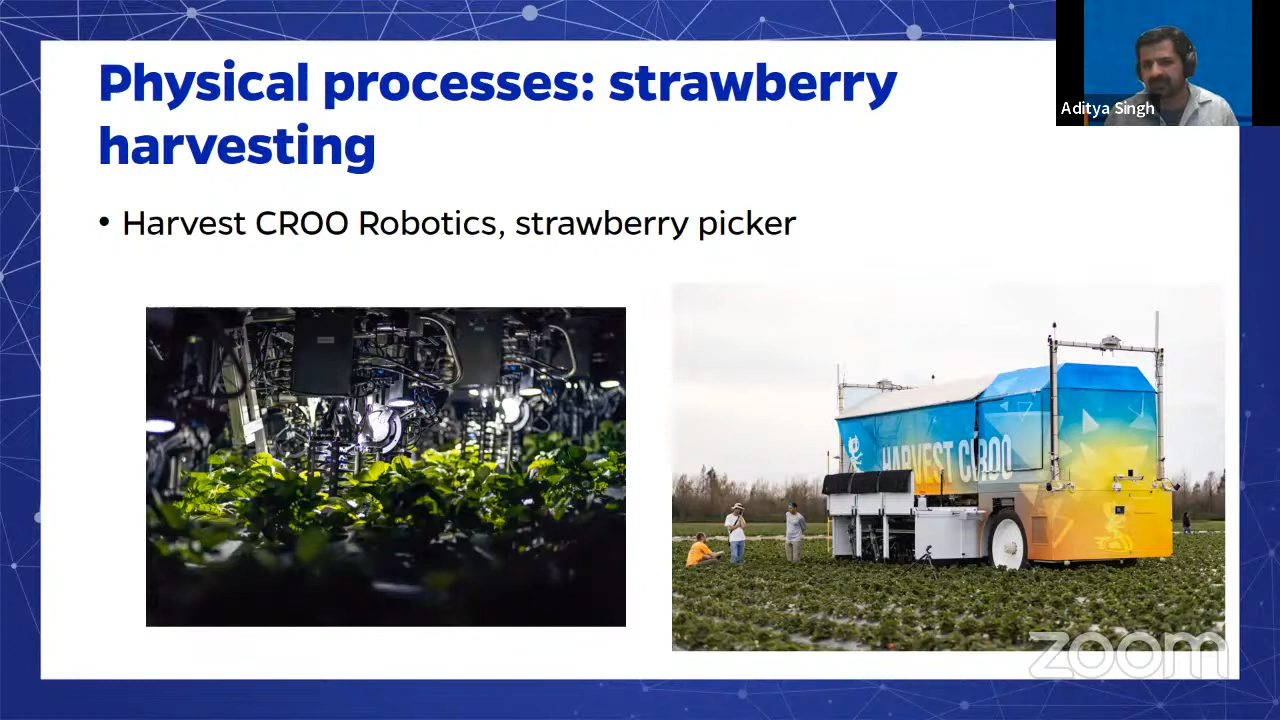 Physical processes: strawberry
harvesting
Aditya Singh
• Harvest CROO Robotics, strawberry picker
HARVEST CROO
zoom